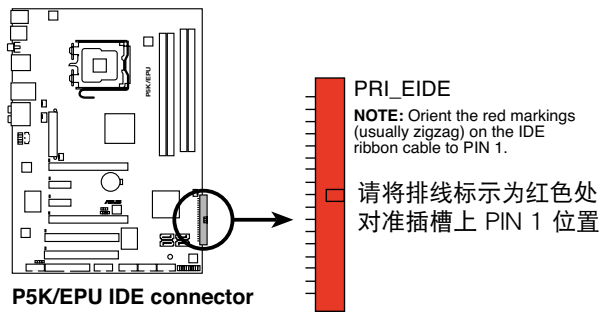 P5K/EPU
PRI_EIDE
NOTE: Orient the red markings
(usually zigzag) on the IDE
ribbon cable to PIN 1.
请将排线标示为红色处
对准插槽上 PIN 1 位置
P5K/EPU IDE connector